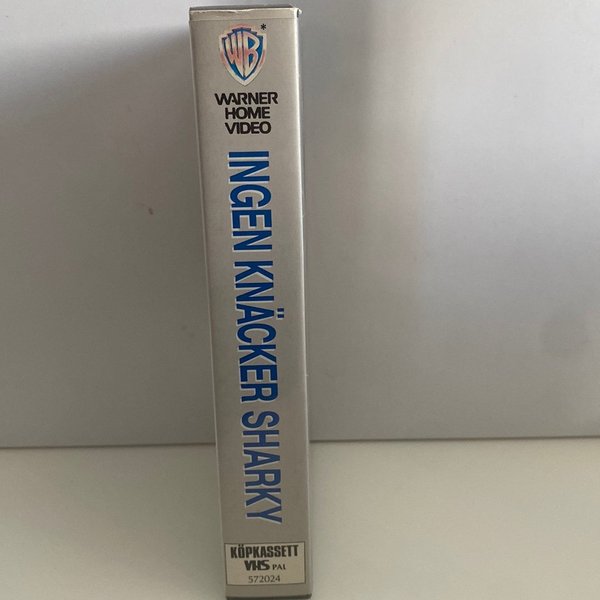 WB*
WARNER
HOME
VIDEO
INGEN KNÄCKER SHARKY
KÖPKASSETT
VHS PAL
572024